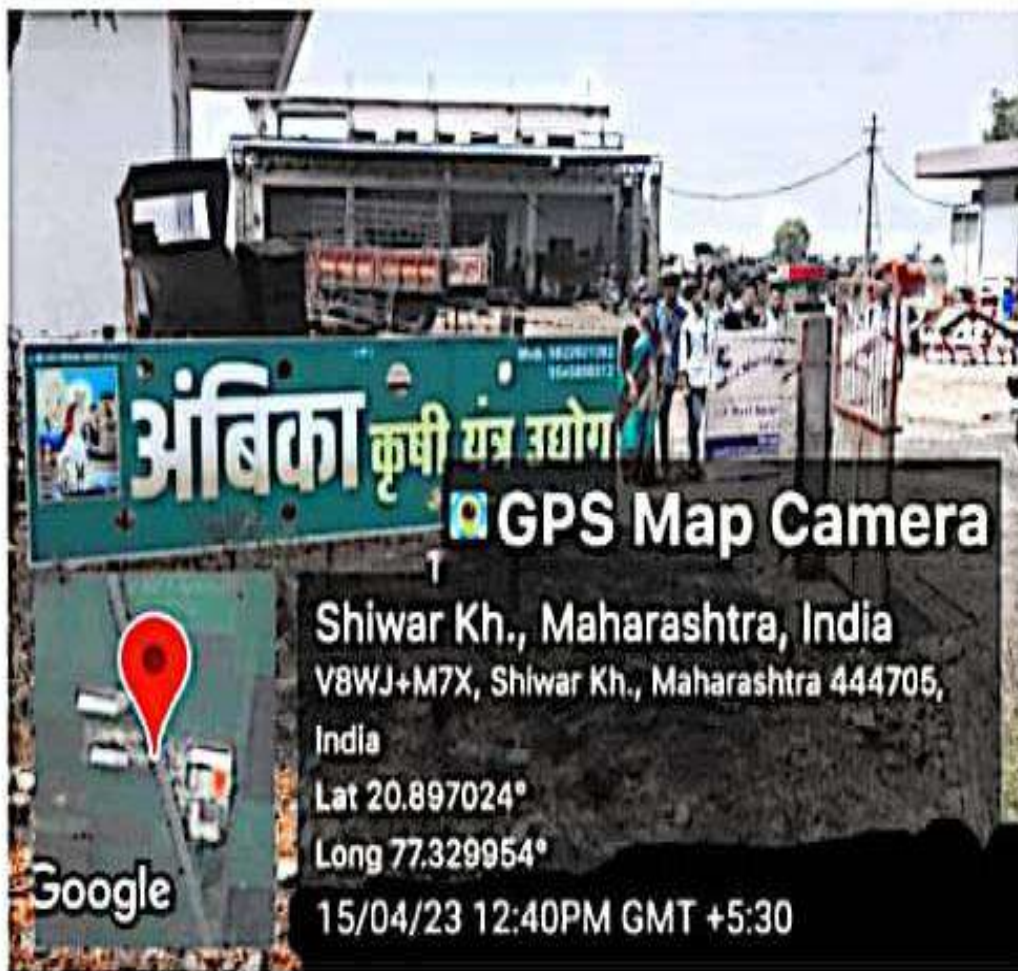 Mob.
अंबिका कृषी यंत्र उद्योग
GPS Map Camera
Shiwar Kh., Maharashtra, India
V8WJ+M7X, Shiwar Kh., Maharashtra 444705,
India
Lat 20.897024°
Long 77.329954°
15/04/23 12:40PM GMT +5:30
Google